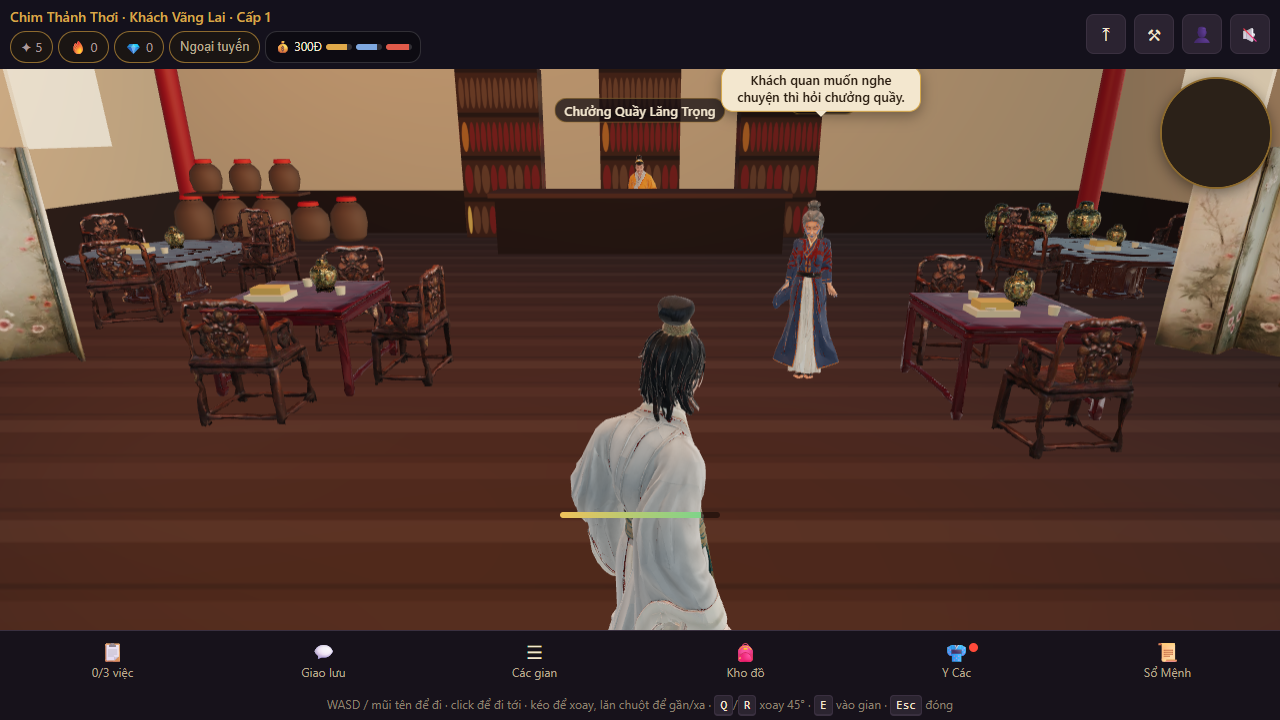 Chim Thảnh Thơi · Khách Vãng Lai · Cấp 1
5
0
0
Ngoại tuyến
300Đ
Khách quan muốn nghe
chuyện thì hỏi chưởng quầy.
Chưởng Quầy Lăng Trọng
0/3 việc
Giao lưu
Các gian
Kho đồ
Y Các
Sổ Mệnh
WASD / mũi tên để đi · click để đi tới · kéo để xoay, lăn chuột để gần/xa · Q / R xoay 45° · E vào gian · Esc đóng